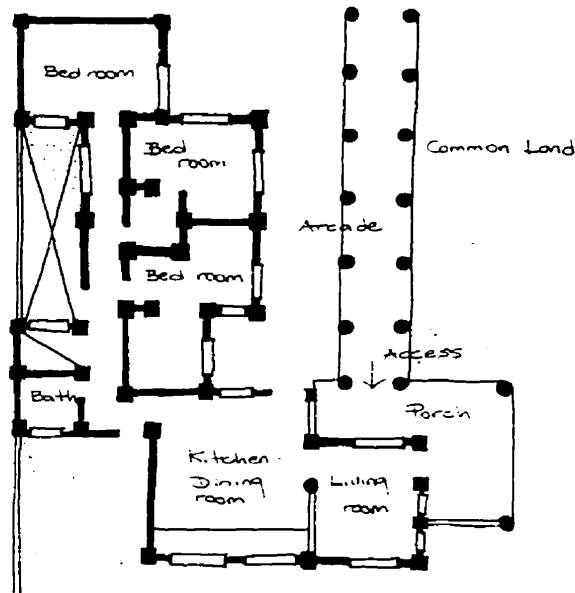 Bed room
Bed
room
Common Land
Arcade
Bed room
Access
Bath
Porch
Kitchen
Dining
room
Living
room